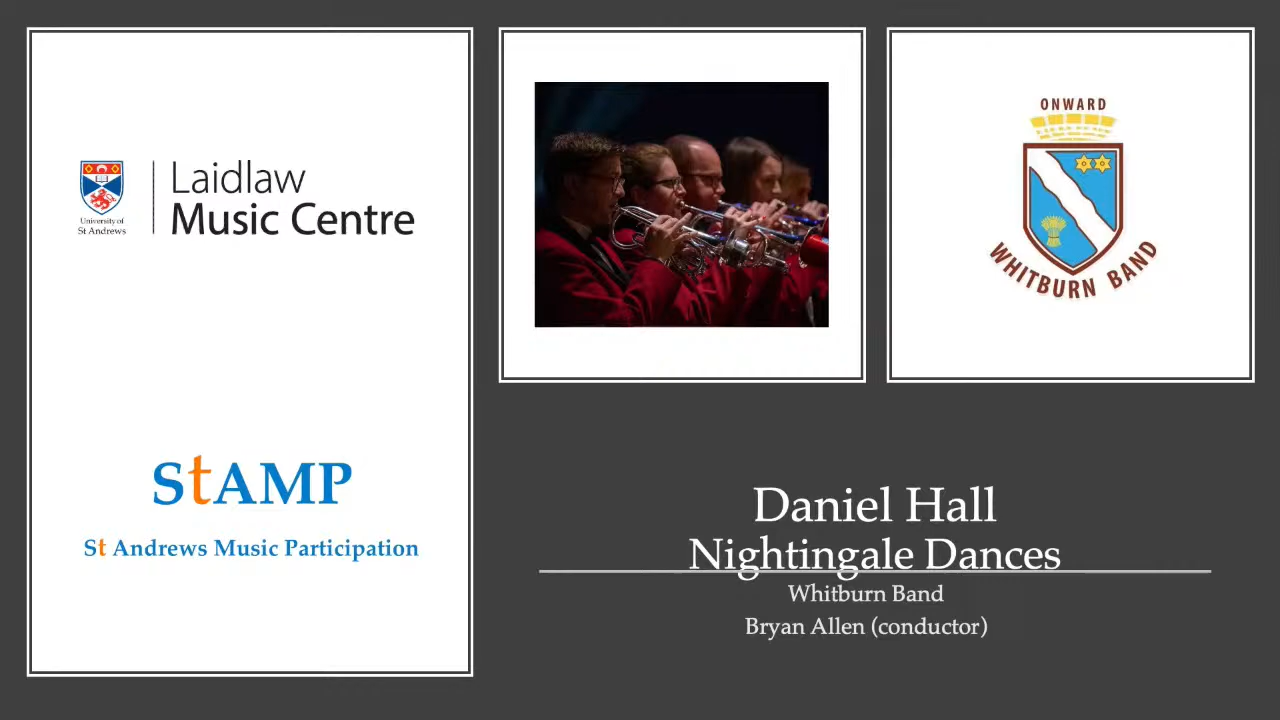 University of
St Andrews
Laidlaw
Music Centre
StAMP
St Andrews Music Participation
ONWARD
WHITBURN BAND
Daniel Hall
Nightingale Dances
Whitburn Band
Bryan Allen (conductor)